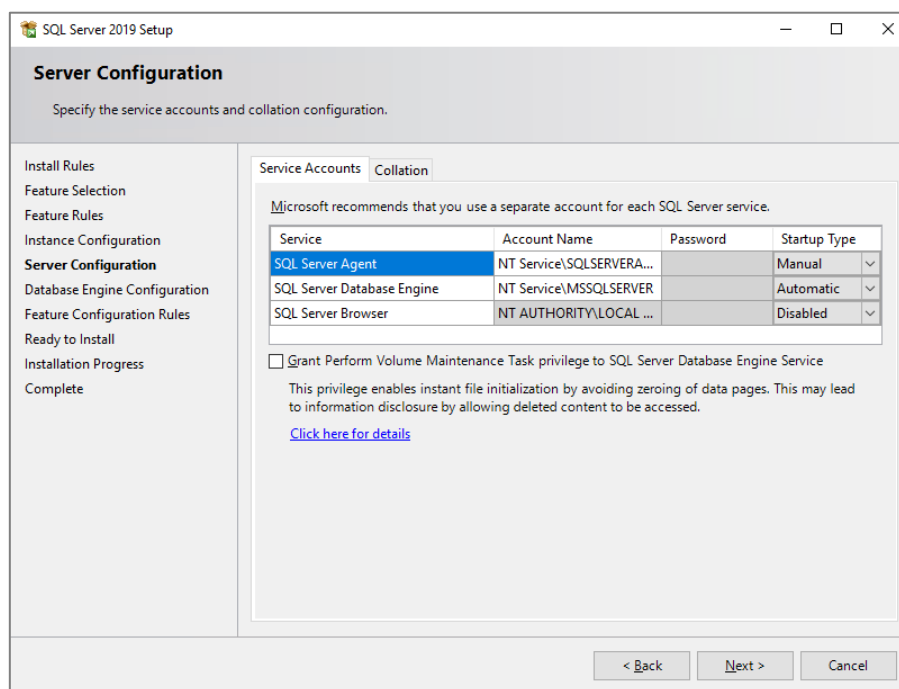 SQL Server 2019 Setup
Server Configuration
Specify the service accounts and collation configuration.
Install Rules
Feature Selection
Feature Rules
Instance Configuration
Server Configuration
Database Engine Configuration
Feature Configuration Rules
Ready to Install
Installation Progress
Complete
Service Accounts Collation
Microsoft recommends that you use a separate account for each SQL Server service.
Service Account Name Password Startup Type
SQL Server Agent NT Service\SQLSERVERA... Manual
SQL Server Database Engine NT Service\MSSQLSERVER Automatic
SQL Server Browser NT AUTHORITY\LOCAL ... Disabled
Grant Perform Volume Maintenance Task privilege to SQL Server Database Engine Service
This privilege enables instant file initialization by avoiding zeroing of data pages. This may lead
to information disclosure by allowing deleted content to be accessed.
Click here for details
< Back Next > Cancel